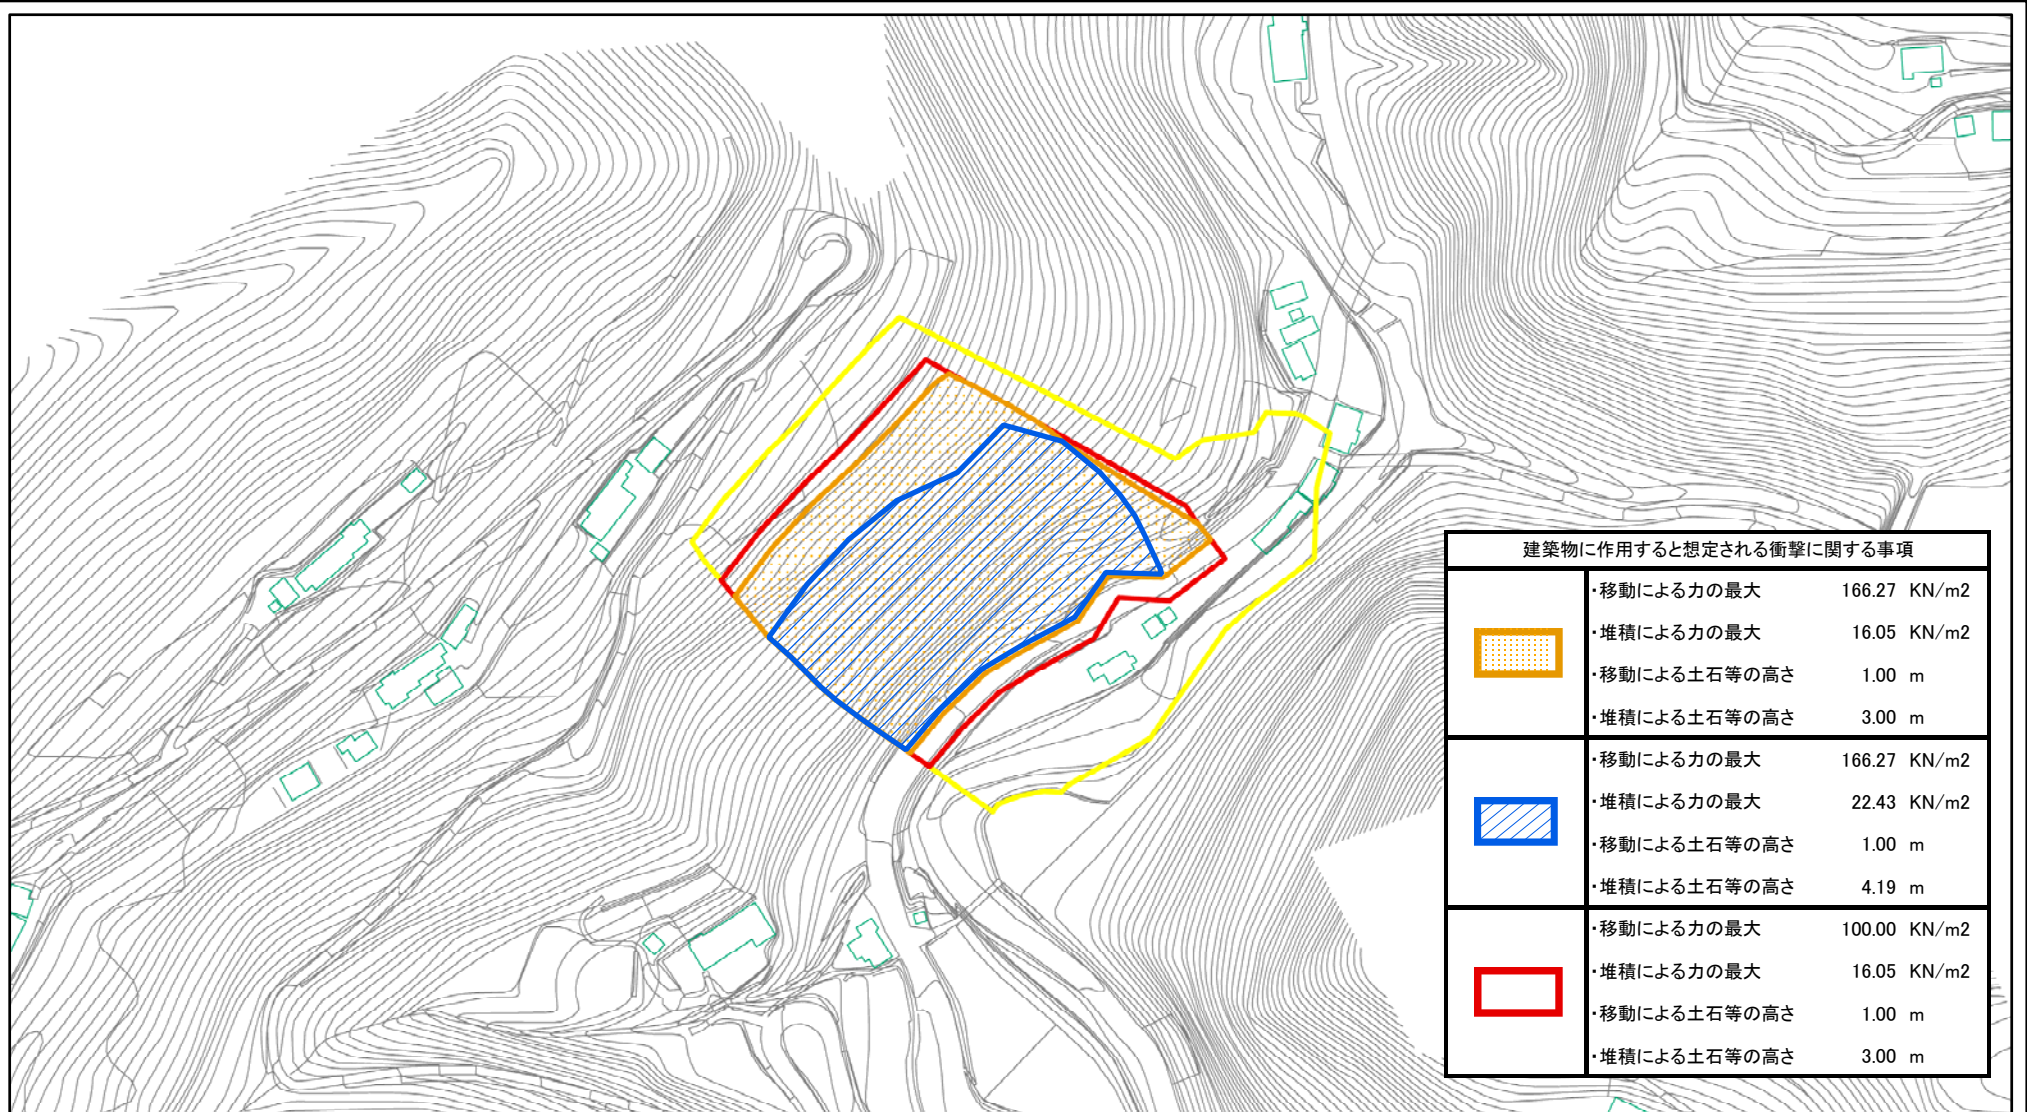 建築物に作用すると想定される衝撃に関する事項
・移動による力の最大 166.27 KN/m2
・堆積による力の最大 16.05 KN/m2
・移動による土石等の高さ 1.00 m
・堆積による土石等の高さ 3.00 m
・移動による力の最大 166.27 KN/m2
・堆積による力の最大 22.43 KN/m2
・移動による土石等の高さ 1.00 m
・堆積による土石等の高さ 4.19 m
・移動による力の最大 100.00 KN/m2
・堆積による力の最大 16.05 KN/m2
・移動による土石等の高さ 1.00 m
・堆積による土石等の高さ 3.00 m